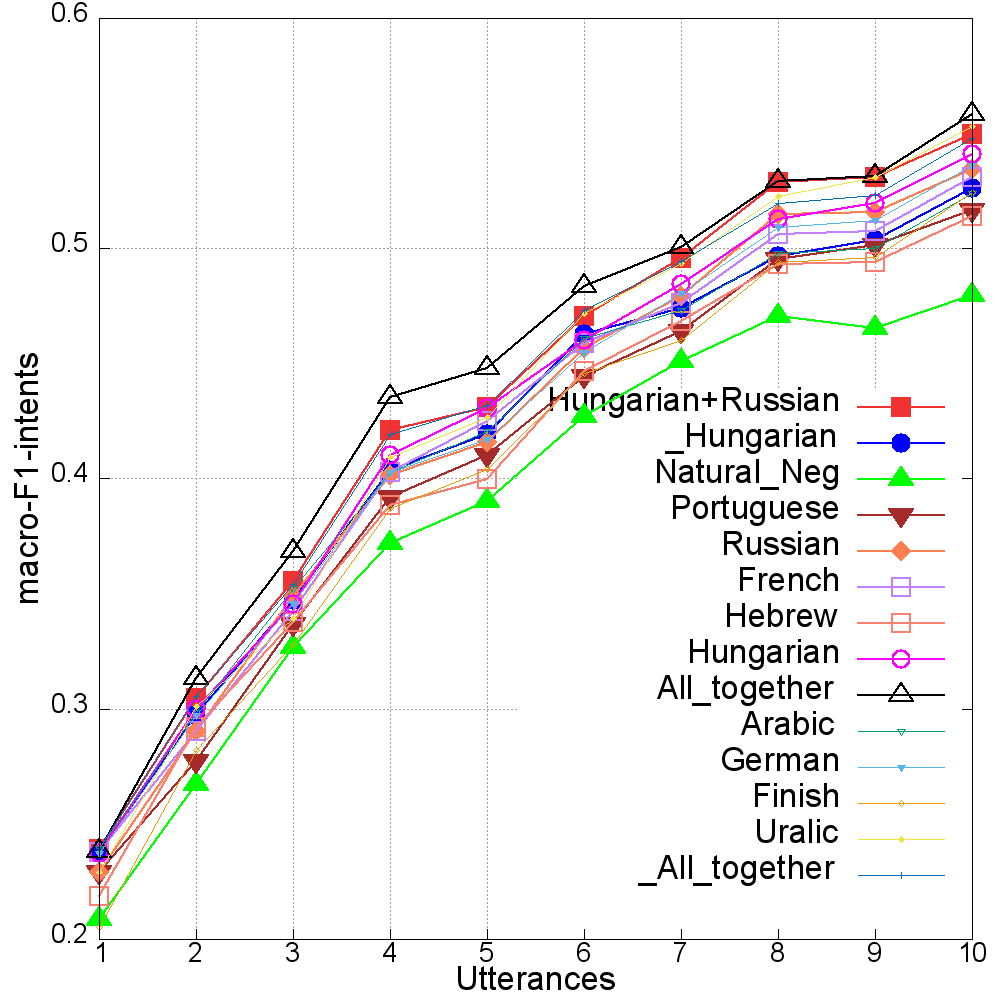 0.6
0.5
0.4
0.3
0.2
macro-F1-intents
Hungarian+Russian
_Hungarian
Natural_Neg
Portuguese
Russian
French
Hebrew
Hungarian
All_together
Arabic
German
Finish
Uralic
_All_together
1 2 3 4 5 6 7 8 9 10
Utterances